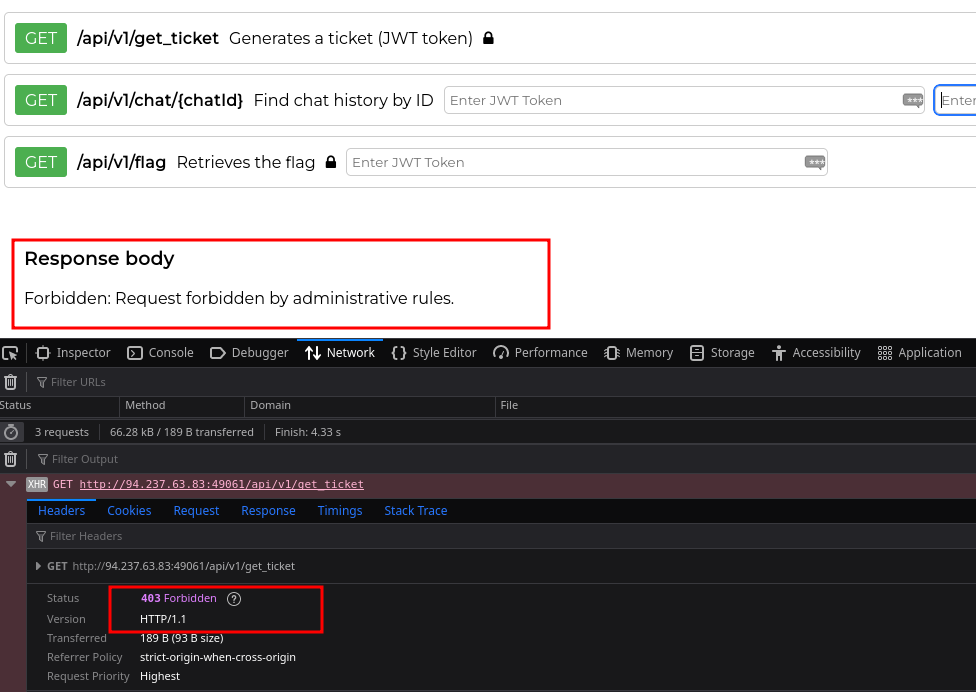 GET /api/v1/get_ticket Generates a ticket (JWT token)
GET /api/v1/chat/{chatId} Find chat history by ID Enter JWT Token *** Enter
GET /api/v1/flag Retrieves the flag Enter JWT Token ***
Response body
Forbidden: Request forbidden by administrative rules.
Inspector Console Debugger Network {} Style Editor Performance Memory Storage Accessibility Application
Filter URLs
Status Method Domain File
3 requests 66.28 kB / 189 B transferred Finish: 4.33 s
Filter Output
XHR GET http://94.237.63.83:49061/api/v1/get_ticket
Headers Cookies Request Response Timings Stack Trace
Filter Headers
GET http://94.237.63.83:49061/api/v1/get_ticket
Status 403 Forbidden ?
Version HTTP/1.1
Transferred 189 B (93 B size)
Referrer Policy strict-origin-when-cross-origin
Request Priority Highest